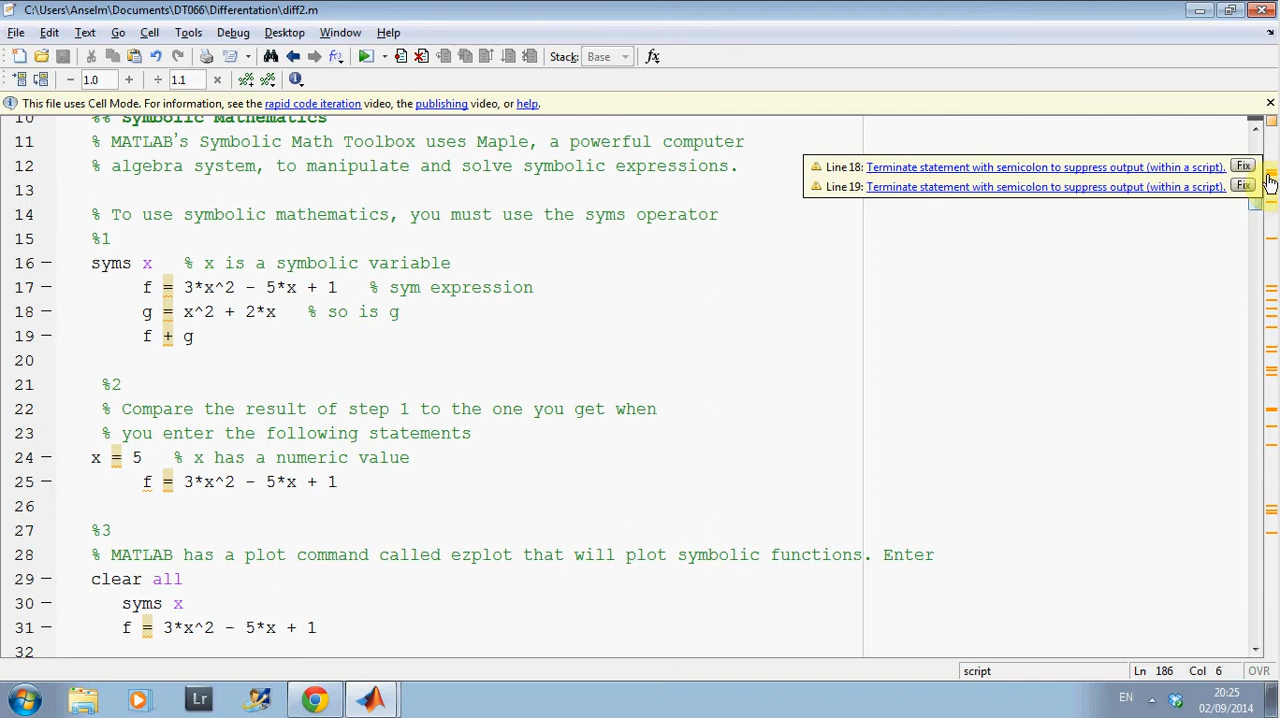 C:\Users\Anselm\Documents\DT066\Differentation\diff2.m
File Edit Text Go Cell Tools Debug Desktop Window Help
Stack: Base fx
1.0 1.1
This file uses Cell Mode. For information, see the rapid code iteration video, the publishing video, or help.
10 %% Symbolic Mathematics
11 % MATLAB’s Symbolic Math Toolbox uses Maple, a powerful computer
12 % algebra system, to manipulate and solve symbolic expressions.
Line 18: Terminate statement with semicolon to suppress output (within a script). Fix
Line 19: Terminate statement with semicolon to suppress output (within a script). Fix
13
14 % To use symbolic mathematics, you must use the syms operator
15 %1
16 – syms x % x is a symbolic variable
17 – f = 3*x^2 - 5*x + 1 % sym expression
18 – g = x^2 + 2*x % so is g
19 – f + g
20
21 %2
22 % Compare the result of step 1 to the one you get when
23 % you enter the following statements
24 – x = 5 % x has a numeric value
25 – f = 3*x^2 - 5*x + 1
26
27 %3
28 % MATLAB has a plot command called ezplot that will plot symbolic functions. Enter
29 – clear all
30 – syms x
31 – f = 3*x^2 - 5*x + 1
32
script Ln 186 Col 6 OVR
Lr EN 20:25
02/09/2014